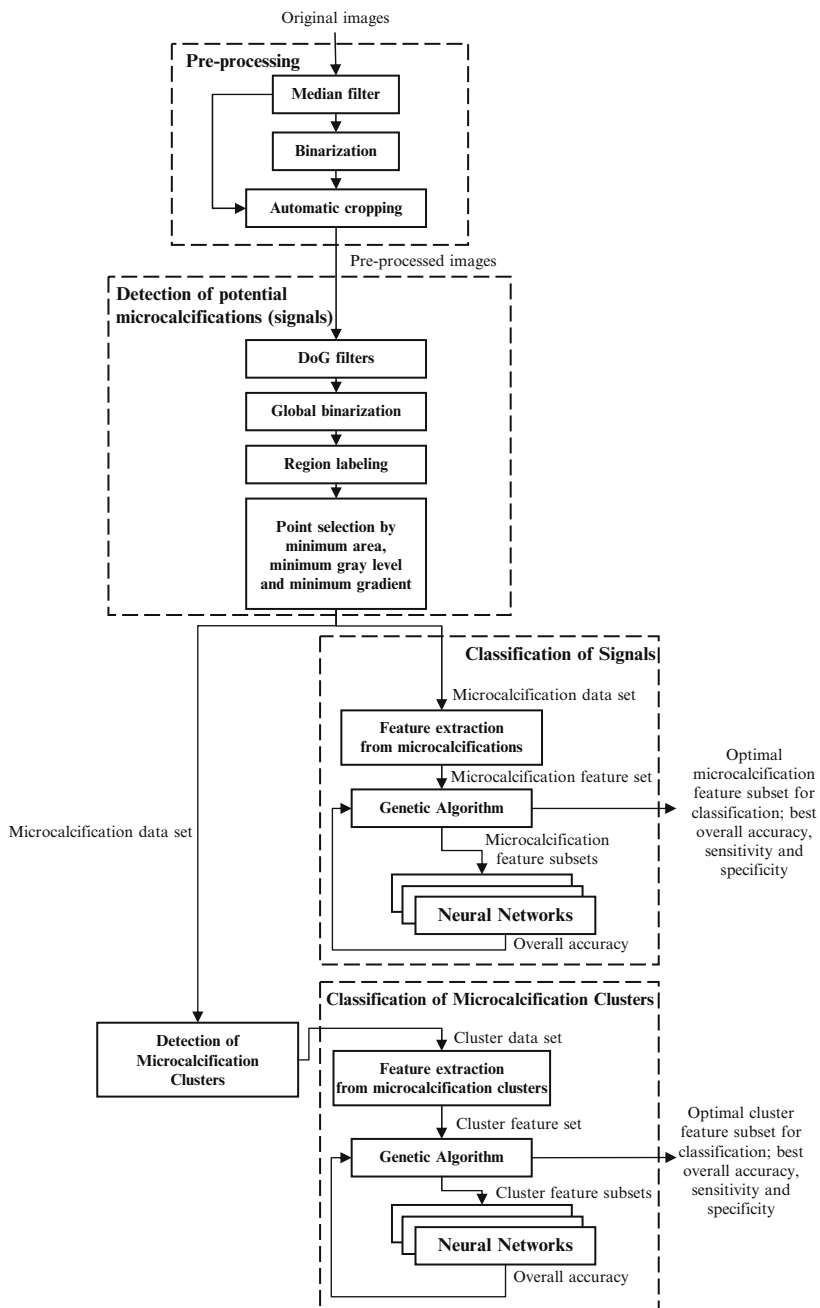 Original images
Pre-processing
Median filter
Binarization
Automatic cropping
Pre-processed images
Detection of potential
microcalcifications (signals)
DoG filters
Global binarization
Region labeling
Point selection by
minimum area,
minimum gray level
and minimum gradient
Classification of Signals
Microcalcification data set
Feature extraction
from microcalcifications
Microcalcification feature set
Genetic Algorithm
Microcalcification
feature subsets
Neural Networks
Overall accuracy
Optimal
microcalcification
feature subset for
classification; best
overall accuracy,
sensitivity and
specificity
Microcalcification data set
Detection of
Microcalcification
Clusters
Classification of Microcalcification Clusters
Cluster data set
Feature extraction
from microcalcification clusters
Cluster feature set
Genetic Algorithm
Cluster feature subsets
Neural Networks
Overall accuracy
Optimal cluster
feature subset for
classification; best
overall accuracy,
sensitivity and
specificity